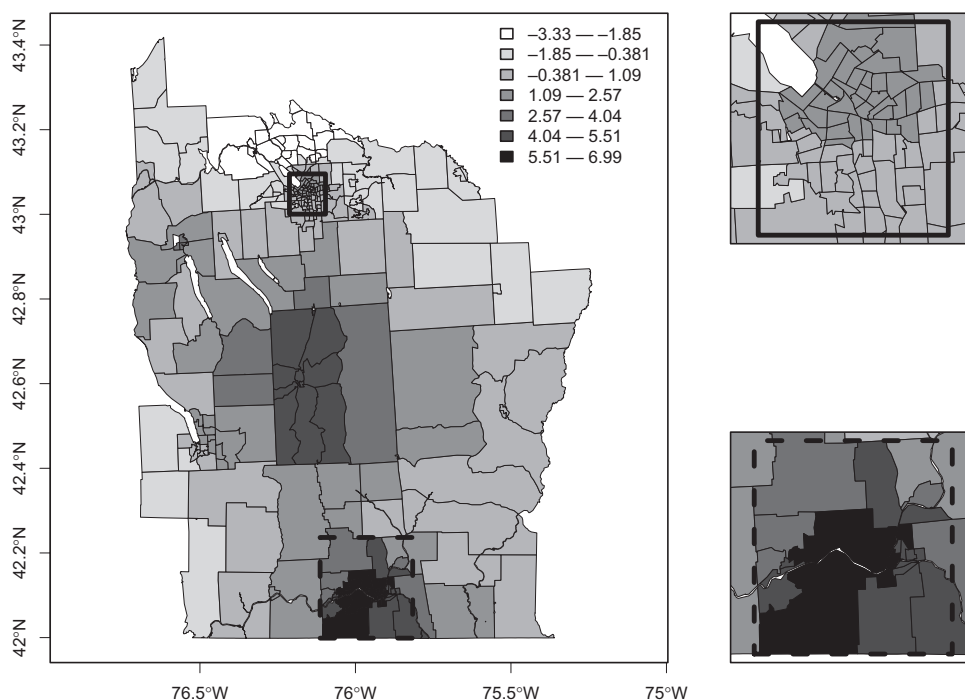 43.4°N
43.2°N
43°N
42.8°N
42.6°N
42.4°N
42.2°N
42°N
−3.33 — −1.85
−1.85 — −0.381
−0.381 — 1.09
1.09 — 2.57
2.57 — 4.04
4.04 — 5.51
5.51 — 6.99
76.5°W
76°W
75.5°W
75°W